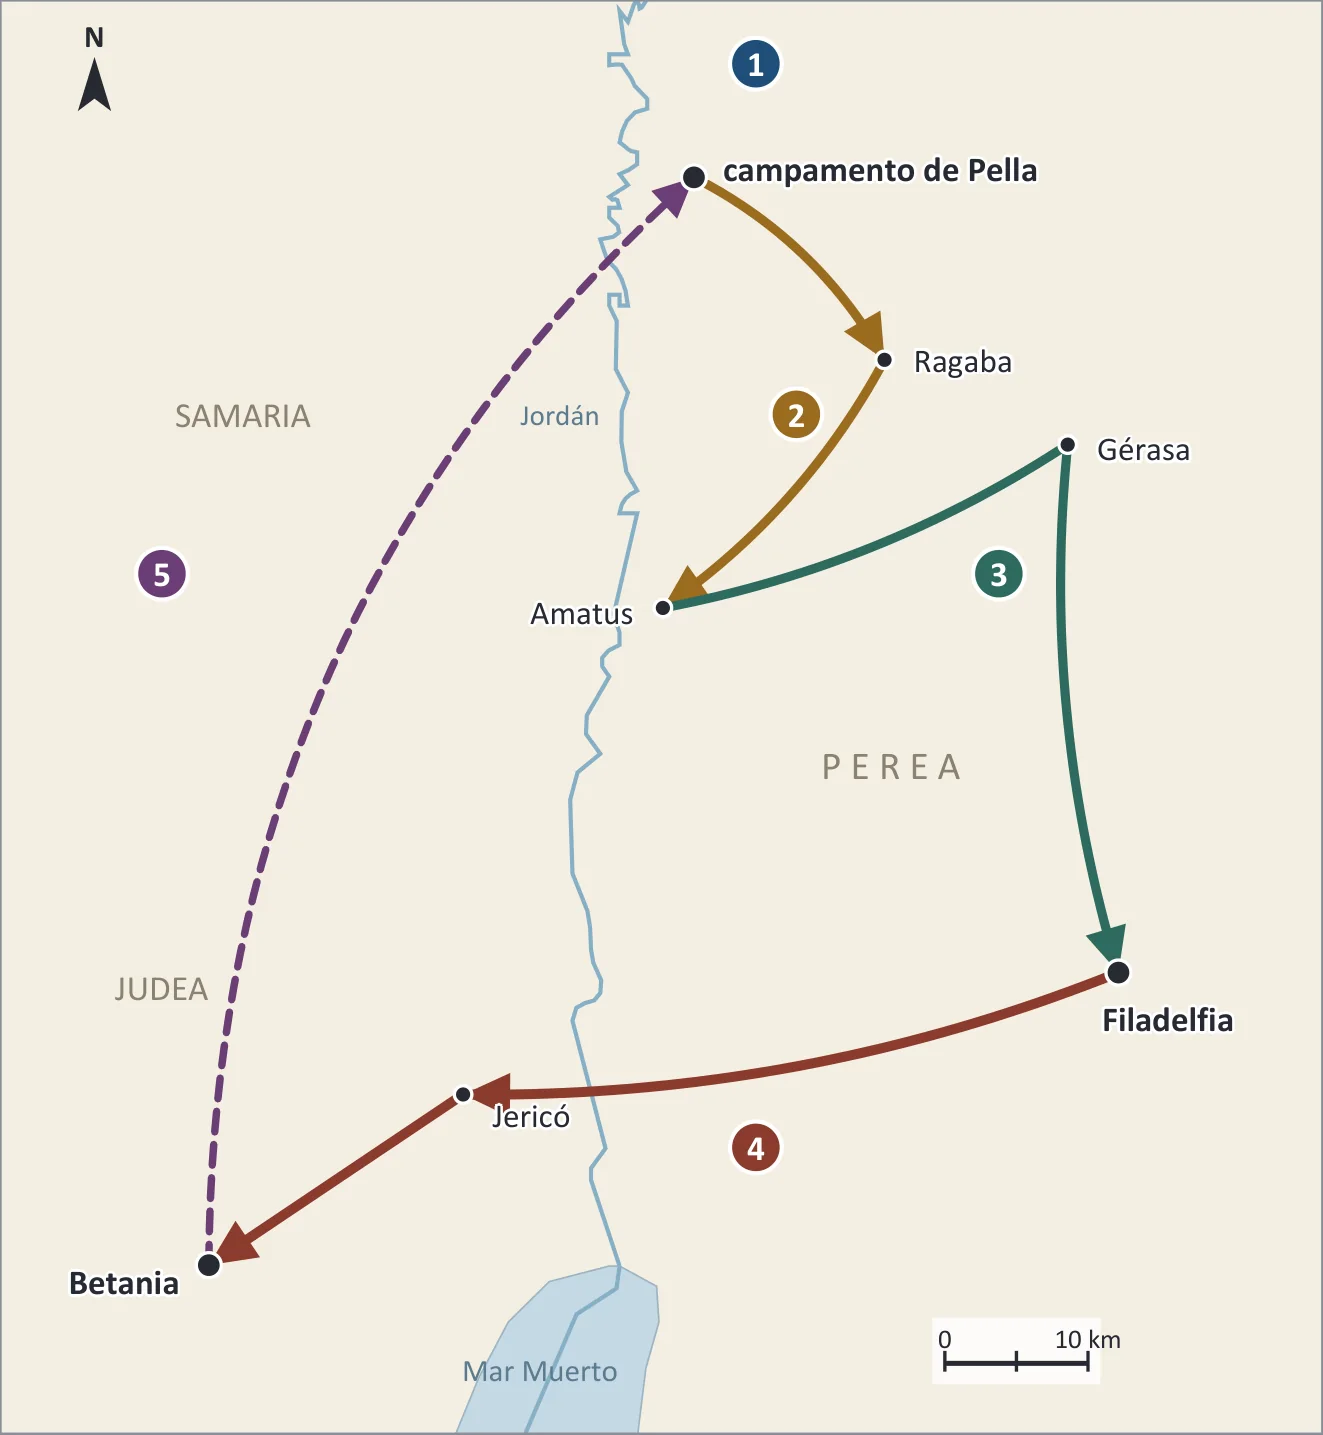 N
1
campamento de Pella
Ragaba
2
SAMARIA
Jordán
Gérasa
5
3
Amatus
PEREA
JUDEA
Filadelfia
Jericó
4
Betania
0 10 km
Mar Muerto